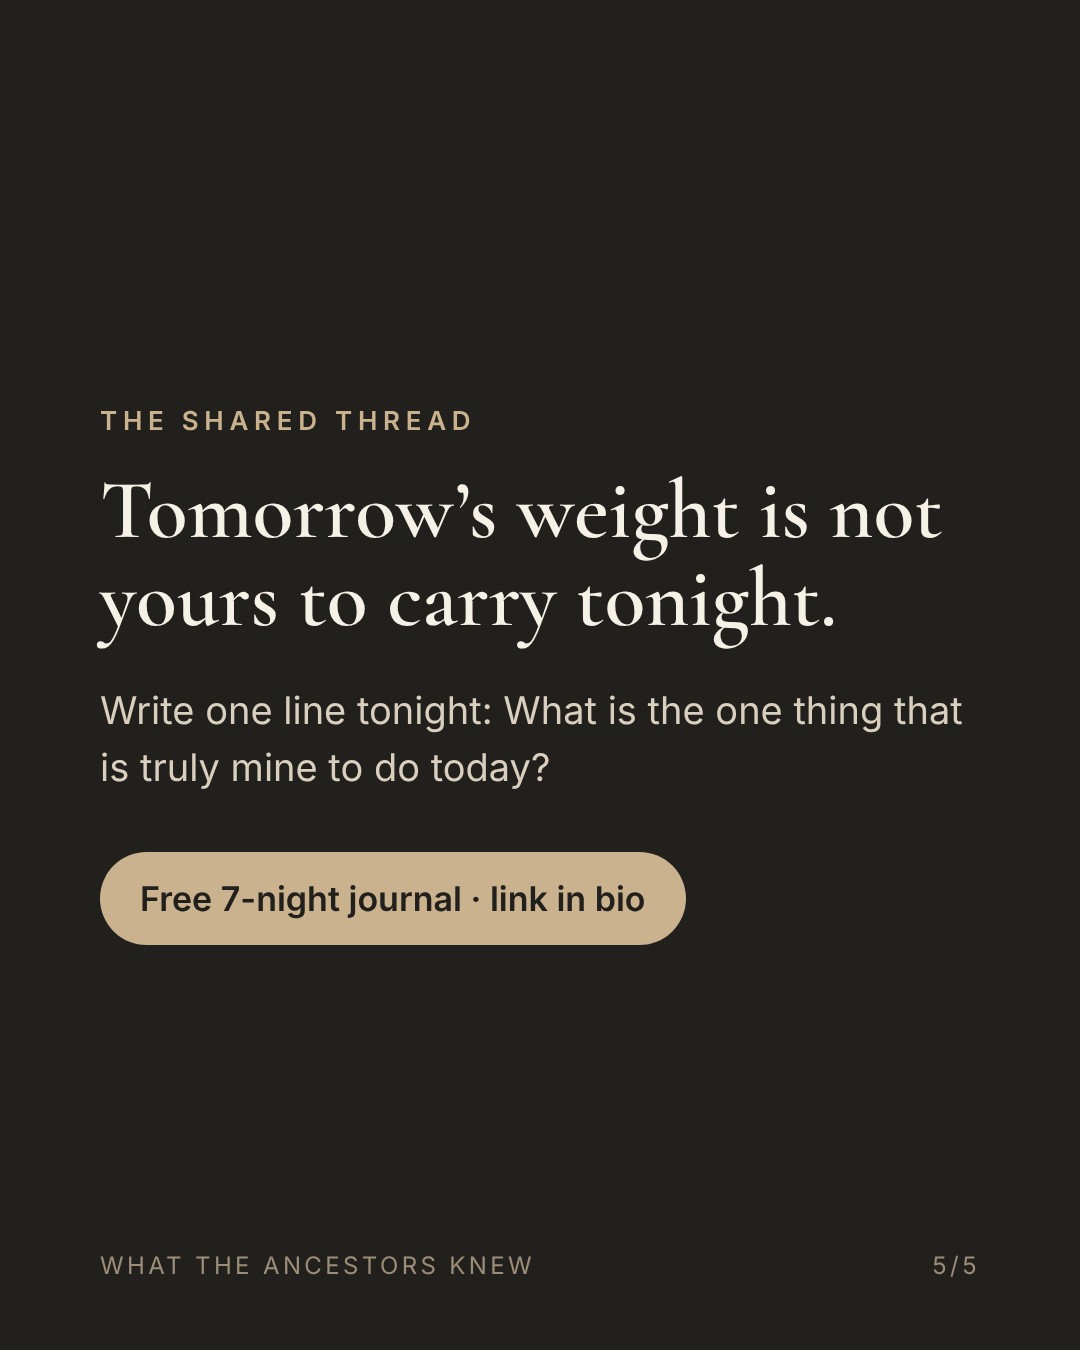 THE SHARED THREAD
Tomorrow’s weight is not
yours to carry tonight.
Write one line tonight: What is the one thing that
is truly mine to do today?
Free 7-night journal · link in bio
WHAT THE ANCESTORS KNEW
5/5